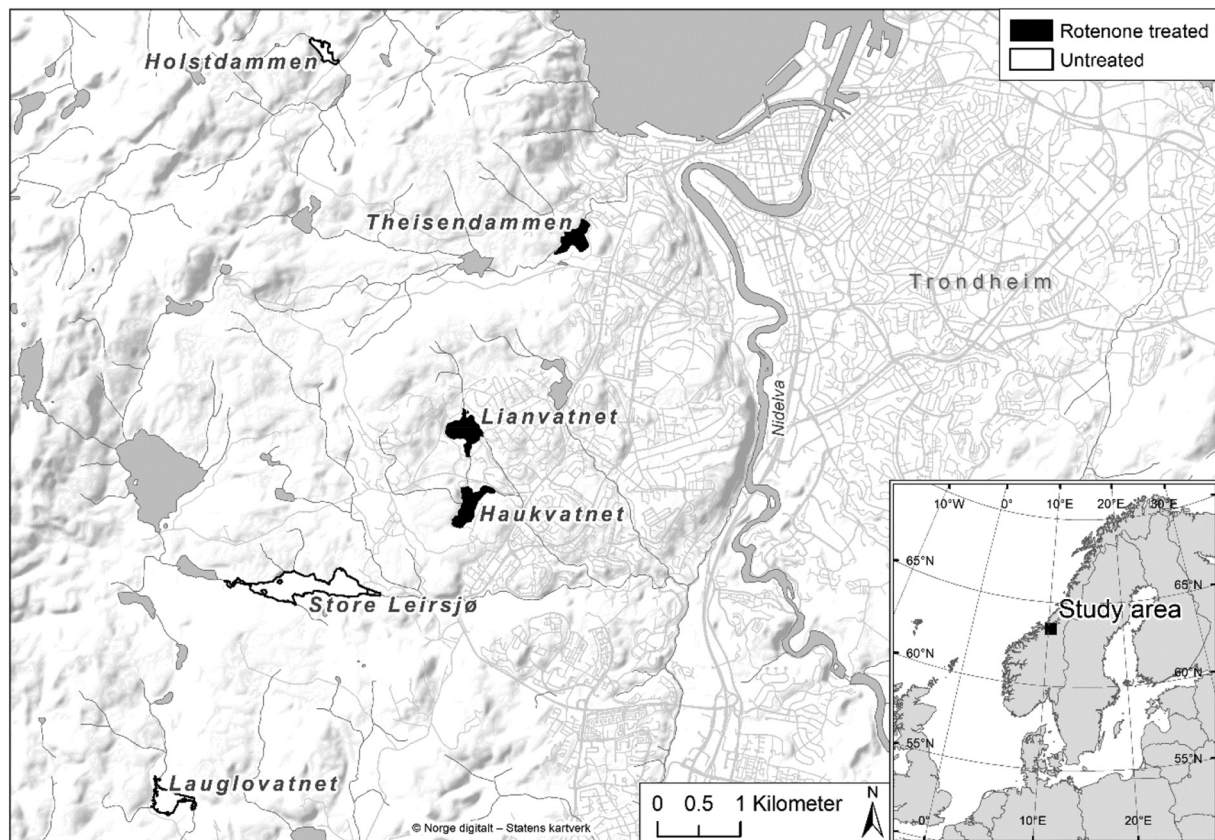 Rotenone treated
Untreated
Holstdammen
Theisendammen
Trondheim
Nidelva
Lianvatnet
Haukvatnet
Store Leirsjø
Lauglovatnet
10°W
0°
10°E
20°E
30°E
65°N
65°N
Study area
60°N
60°N
55°N
55°N
10°E
20°E
N
0 0.5 1 Kilometer
© Norge digitalt – Statens kartverk